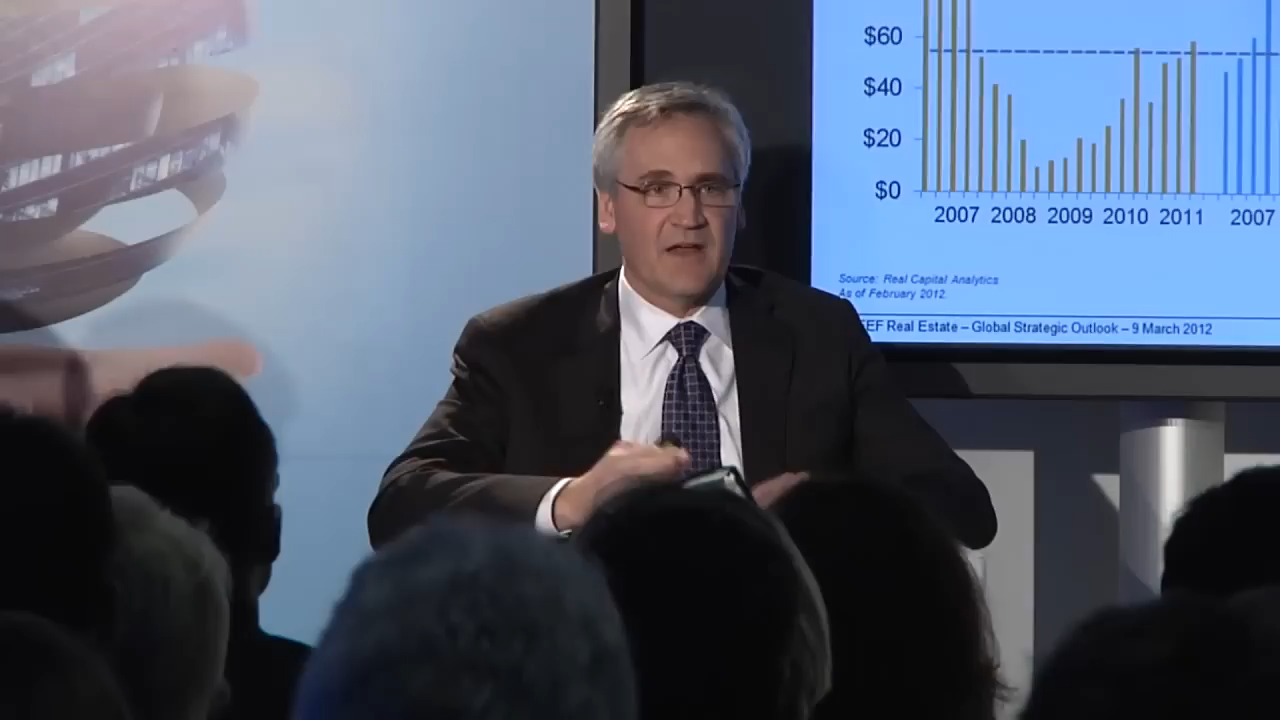 $60
$40
$20
$0
2007 2008 2009 2010 2011 2007
Source: Real Capital Analytics
As of February 2012.
EF Real Estate – Global Strategic Outlook – 9 March 2012